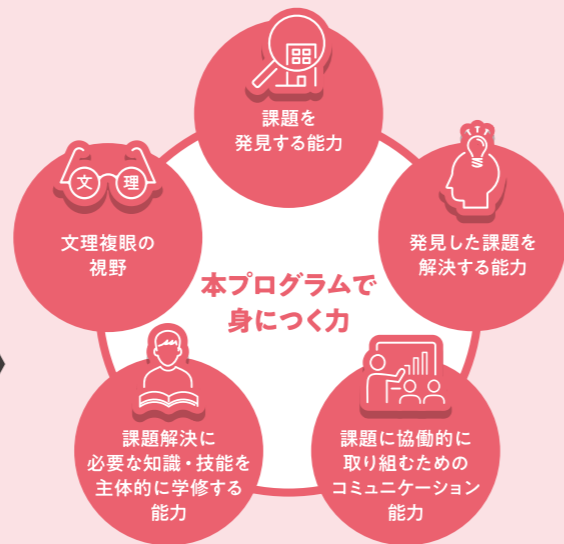 課題を
発見する能力
文
理
文理複眼の
視野
発見した課題を
解決する能力
本プログラムで
身につく力
課題解決に
必要な知識・技能を
主体的に学修する
能力
課題に協働的に
取り組むための
コミュニケーション
能力